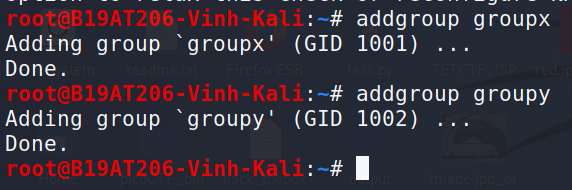 root@B19AT206-Vinh-Kali:~# addgroup groupx
Adding group `groupx' (GID 1001) ...
Done.
root@B19AT206-Vinh-Kali:~# addgroup groupy
Adding group `groupy' (GID 1002) ...
Done.
root@B19AT206-Vinh-Kali:~#